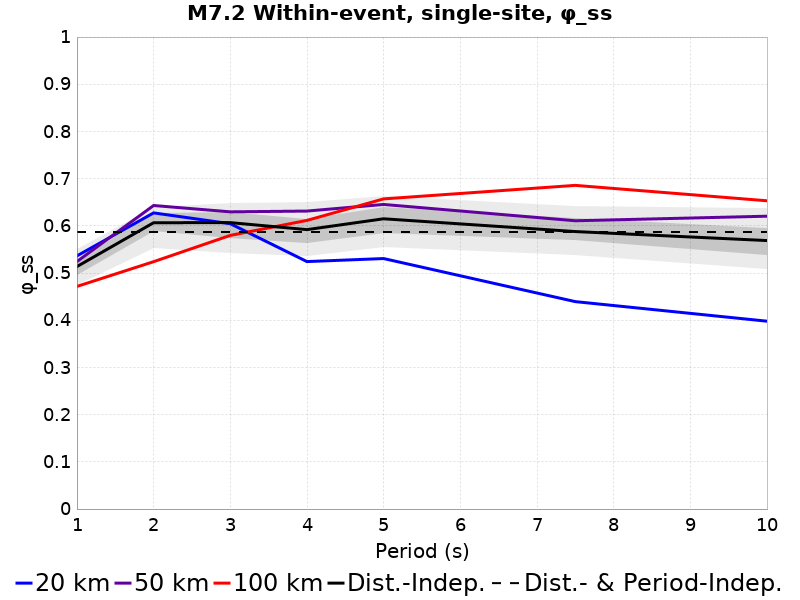 M7.2 Within-event, single-site, φ_ss
1
0.9
0.8
0.7
0.6
0.5
0.4
0.3
0.2
0.1
0
φ_ss
1 2 3 4 5 6 7 8 9 10
Period (s)
20 km 50 km 100 km Dist.-Indep. Dist.- & Period-Indep.